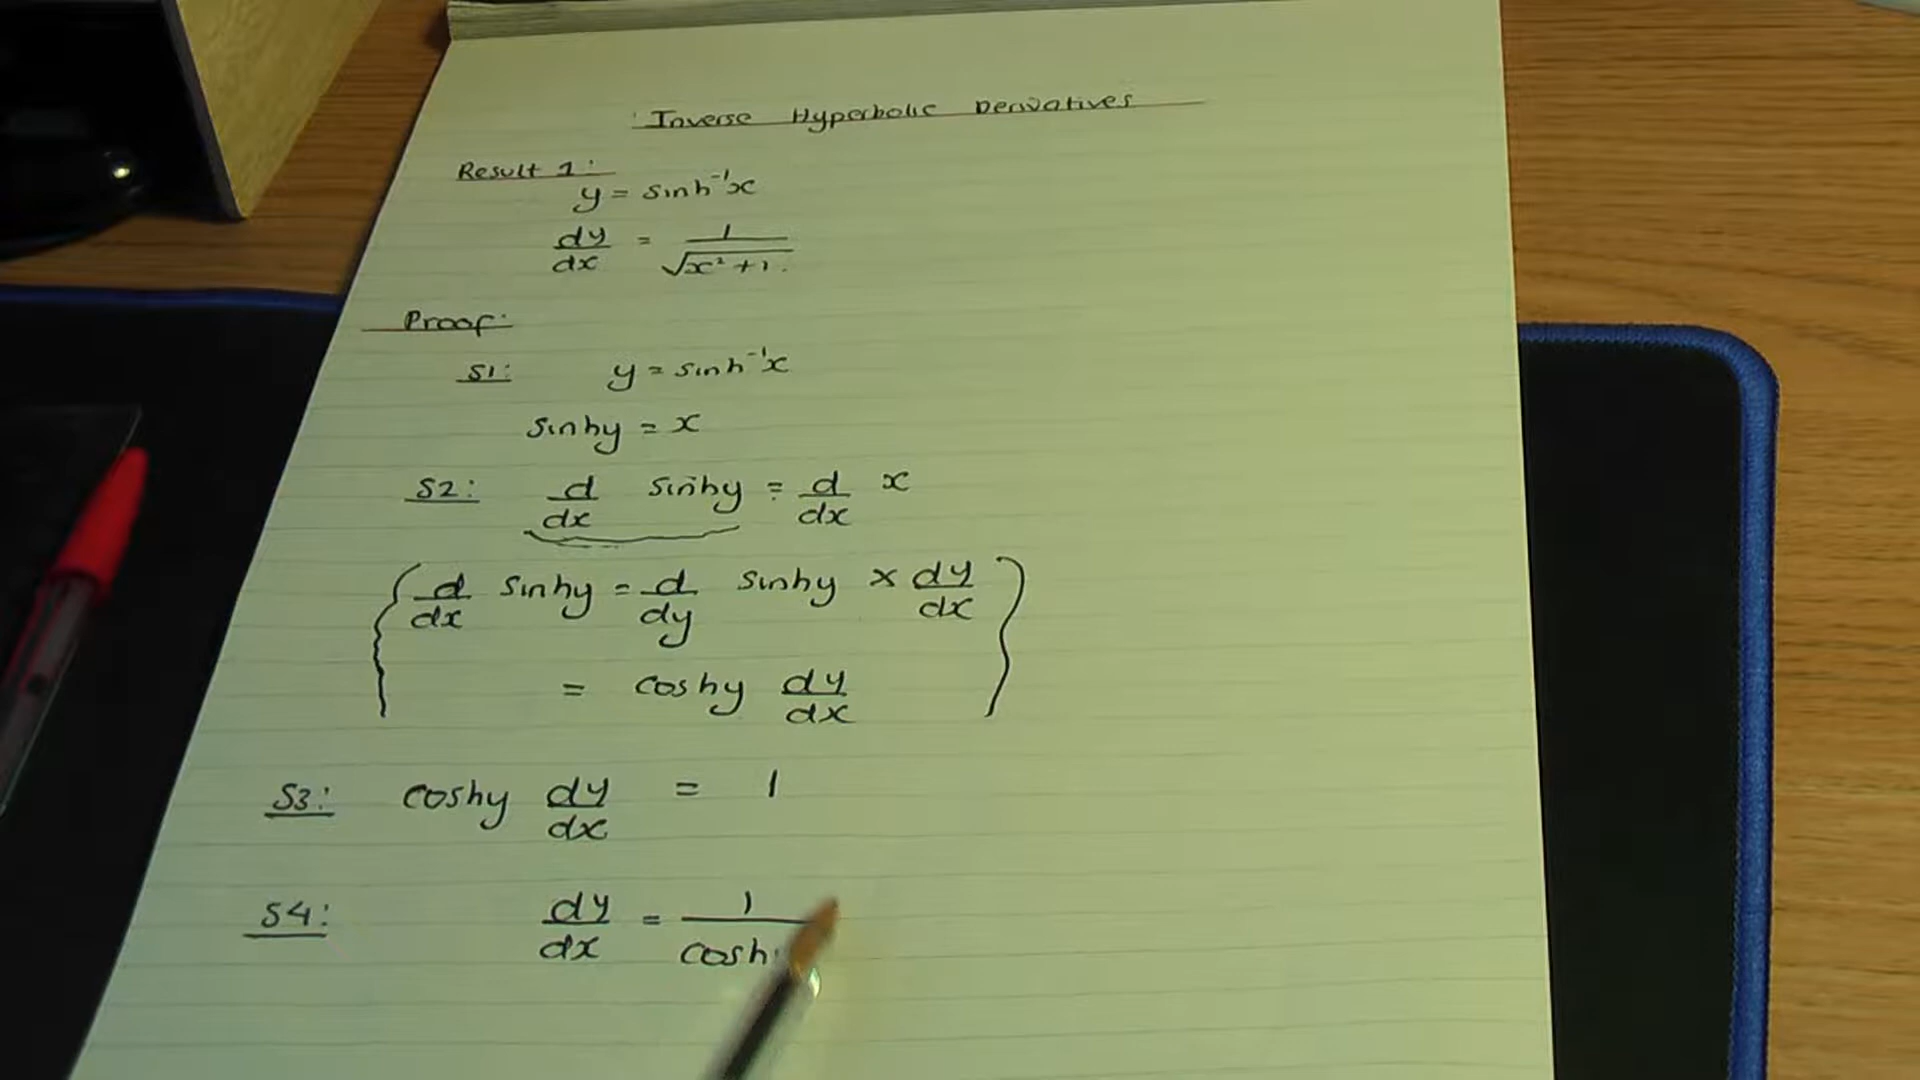 Inverse Hyperbolic Derivatives
Result 1:
y = sinh⁻¹x
dy/dx = 1/√(x² + 1)
Proof:
S1: y = sinh⁻¹x
sinhy = x
S2: d/dx sinhy = d/dx x
d/dx sinhy = d/dy sinhy × dy/dx
= coshy dy/dx
S3: coshy dy/dx = 1
S4: dy/dx = 1/cosh